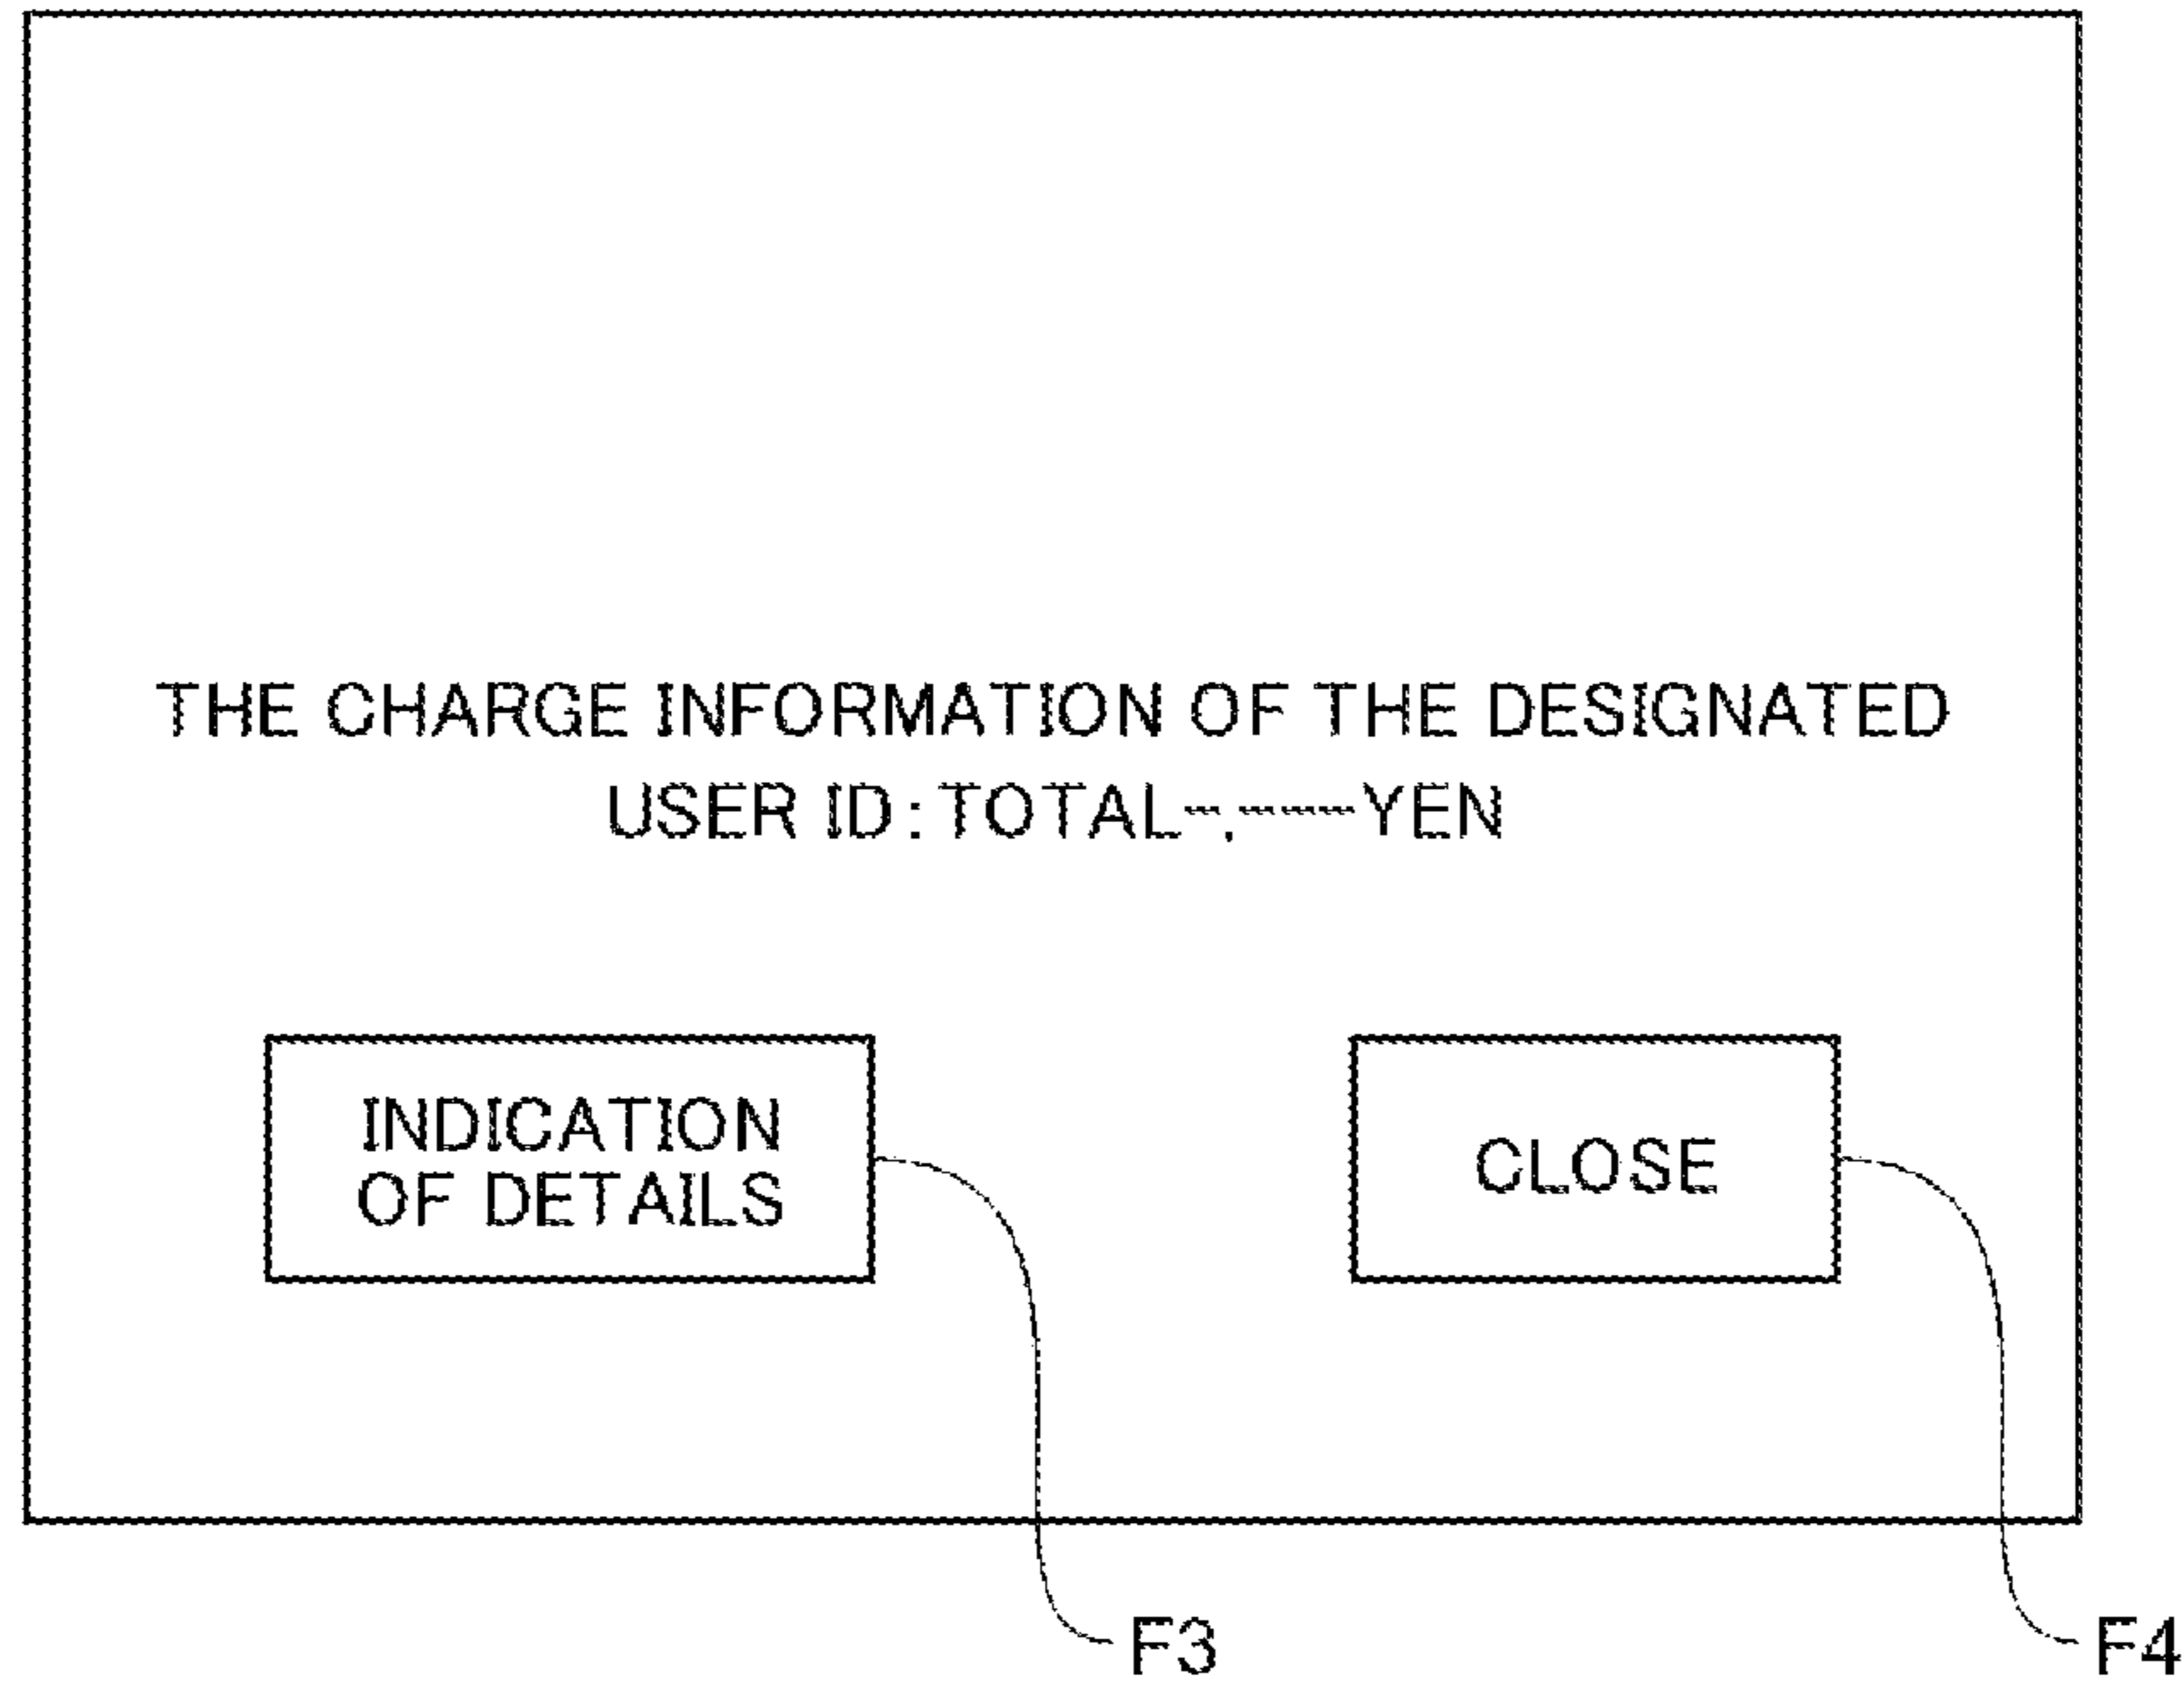 THE CHARGE INFORMATION OF THE DESIGNATED
USER ID:TOTAL-,---YEN
INDICATION
OF DETAILS
CLOSE
F3
F4